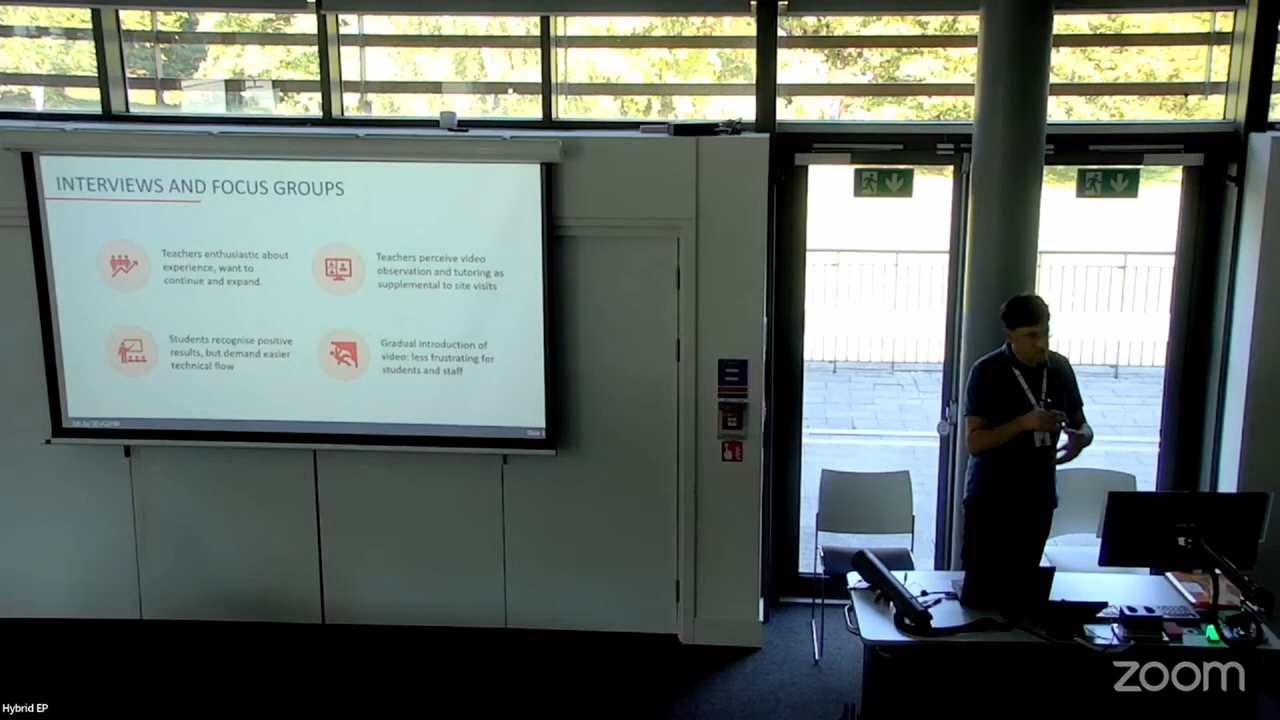 INTERVIEWS AND FOCUS GROUPS
Teachers enthusiastic about
experience, want to
continue and expand.
Teachers perceive video
observation and tutoring as
supplemental to site visits
Students recognise positive
results, but demand easier
technical flow
Gradual introduction of
video: less frustrating for
students and staff
zoom
Hybrid EP